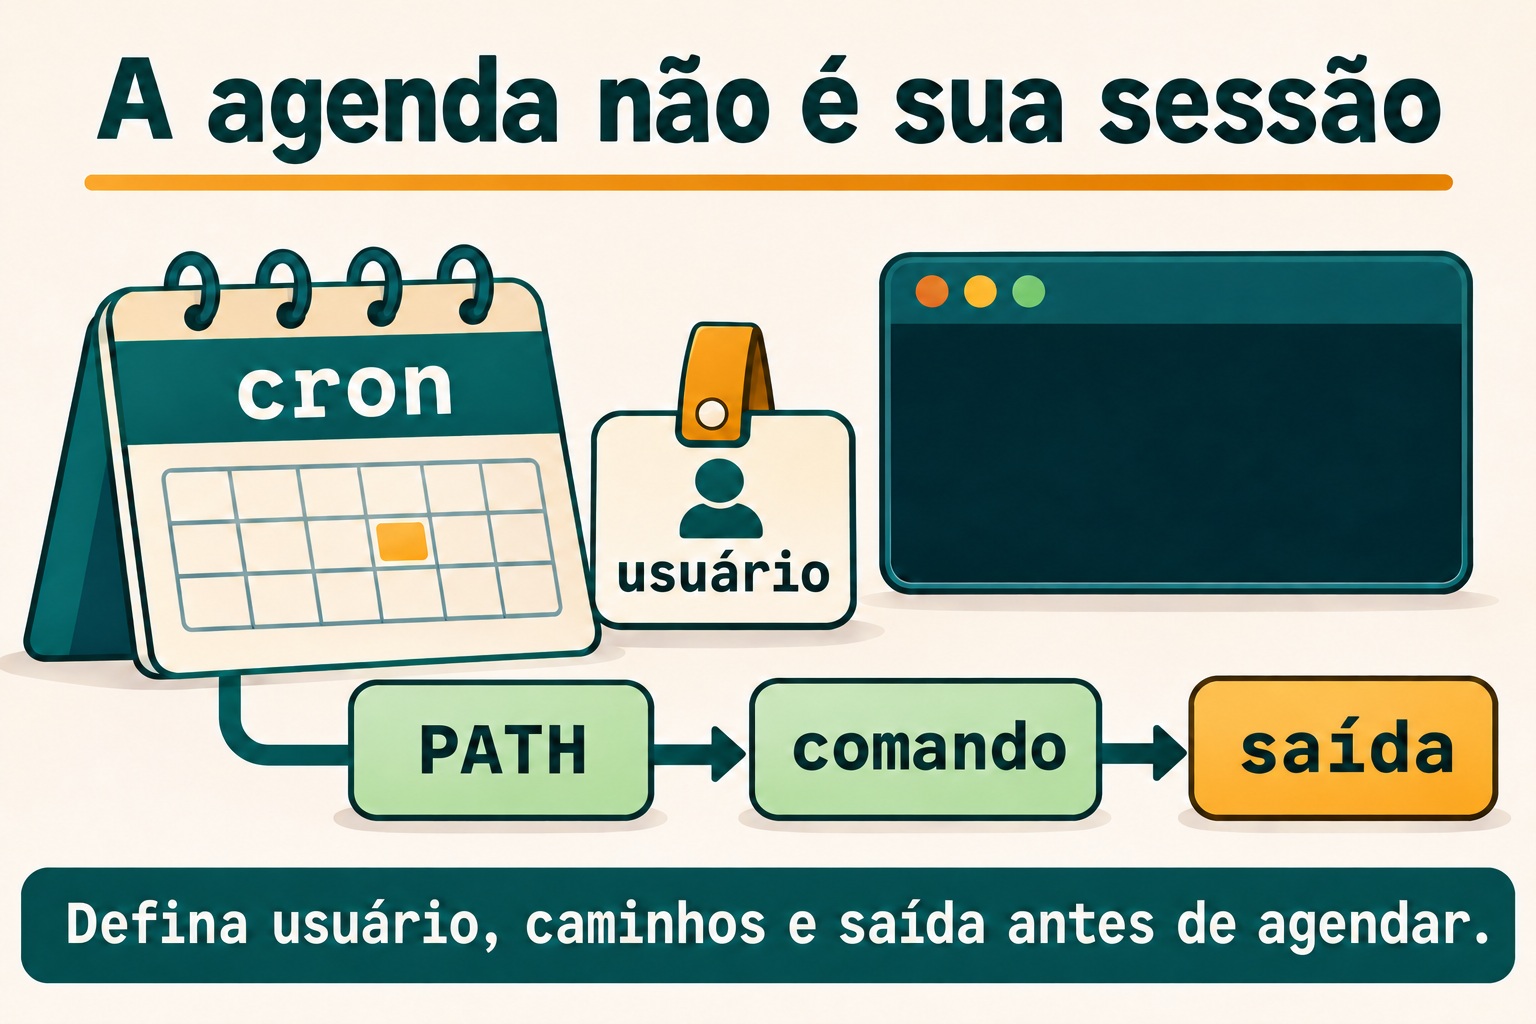 A agenda não é sua sessão
cron
usuário
PATH
comando
saída
Defina usuário, caminhos e saída antes de agendar.